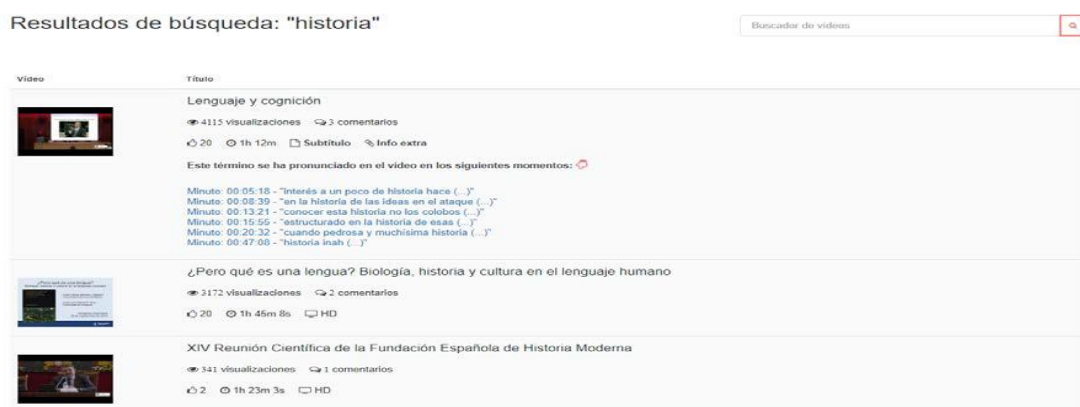 Resultados de búsqueda: "historia"
Buscador de vídeos
Vídeo Título
Lenguaje y cognición
4115 visualizaciones 3 comentarios
20 1h 12m Subtítulo Info extra
Este término se ha pronunciado en el vídeo en los siguientes momentos:
Minuto: 00:05:18 - "interés a un poco de historia hace (...)"
Minuto: 00:08:39 - "en la historia de las ideas en el ataque (...)"
Minuto: 00:13:21 - "conocer esta historia no los colobos (...)"
Minuto: 00:15:55 - "estructurado en la historia de esas (...)"
Minuto: 00:20:32 - "cuando pedrosa y muchísima historia (...)"
Minuto: 00:47:08 - "historia inah (...)"
¿Pero qué es una lengua? Biología, historia y cultura en el lenguaje humano
3172 visualizaciones 2 comentarios
20 1h 45m 8s HD
XIV Reunión Científica de la Fundación Española de Historia Moderna
341 visualizaciones 1 comentarios
2 1h 23m 3s HD